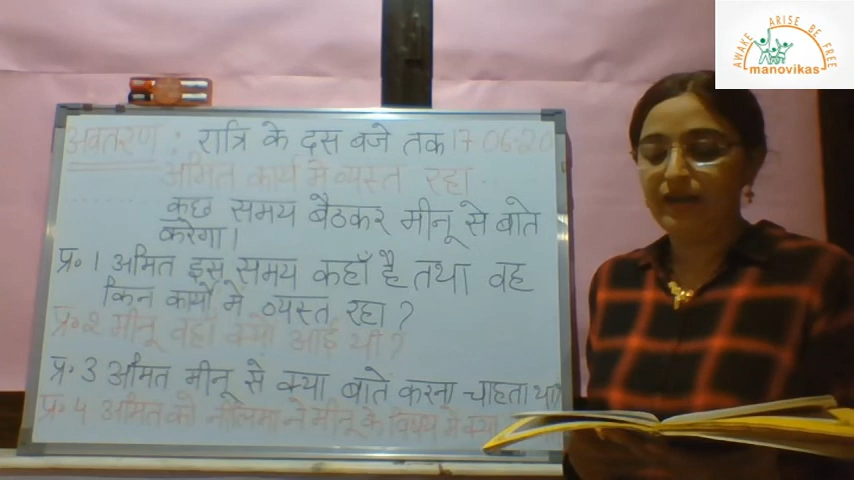 AWAKE ARISE BE FREE
manovikas
अवतरण : रात्रि के दस बजे तक 17 06.20
अमित कार्य में व्यस्त रहा ..
कुछ समय बैठकर मीनू से बाते
करेगा।
प्र॰ 1 अमित इस समय कहाँ है तथा वह
किन कार्यों में व्यस्त रहा ?
प्र॰ 2 मीनू वहाँ क्यों आई थी ?
प्र॰ 3 अमित मीनू से क्या बाते करना चाहता था
प्र॰ 4 अमित को नीलिमा ने मीनू के विषय में क्या